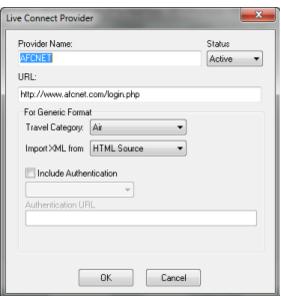 Live Connect Provider
Provider Name: Status
AFCNET Active
URL:
http://www.afcnet.com/login.php
For Generic Format
Travel Category: Air
Import XML from HTML Source
Include Authentication
Authentication URL
OK Cancel